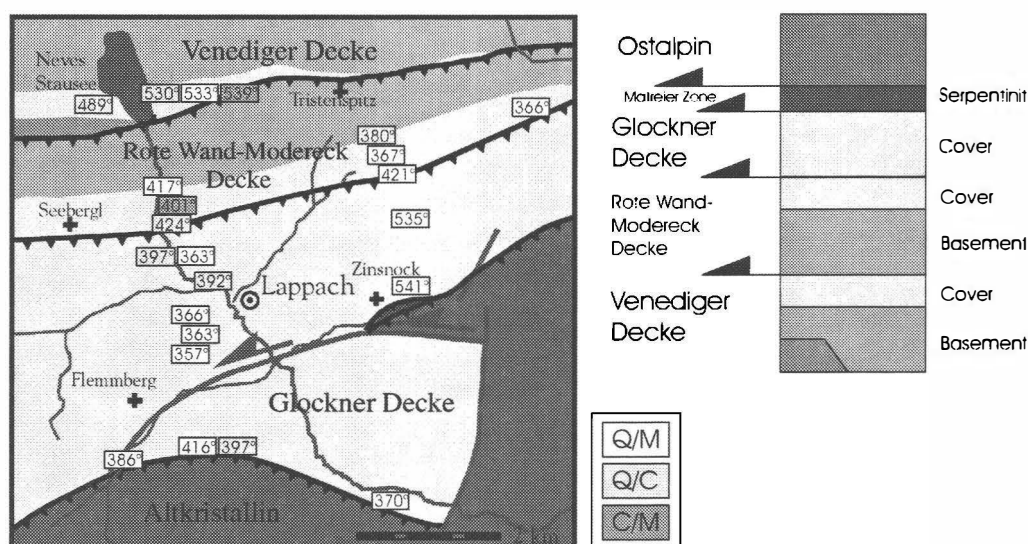 Venediger Decke
Neves
Stausee
489°
530°
533°
539°
Tristenspitz
366°
380°
367°
421°
Rote Wand-Modereck
Decke
417°
401°
424°
Seebergl
535°
397°
363°
392°
Lappach
Zinsnock
541°
366°
363°
357°
Flemmberg
Glockner Decke
416°
397°
386°
370°
Altkristallin
2 km
Ostalpin
Matreier Zone
Serpentinit
Glockner
Decke
Cover
Rote Wand-
Modereck
Decke
Cover
Basement
Venediger
Decke
Cover
Basement
Q/M
Q/C
C/M